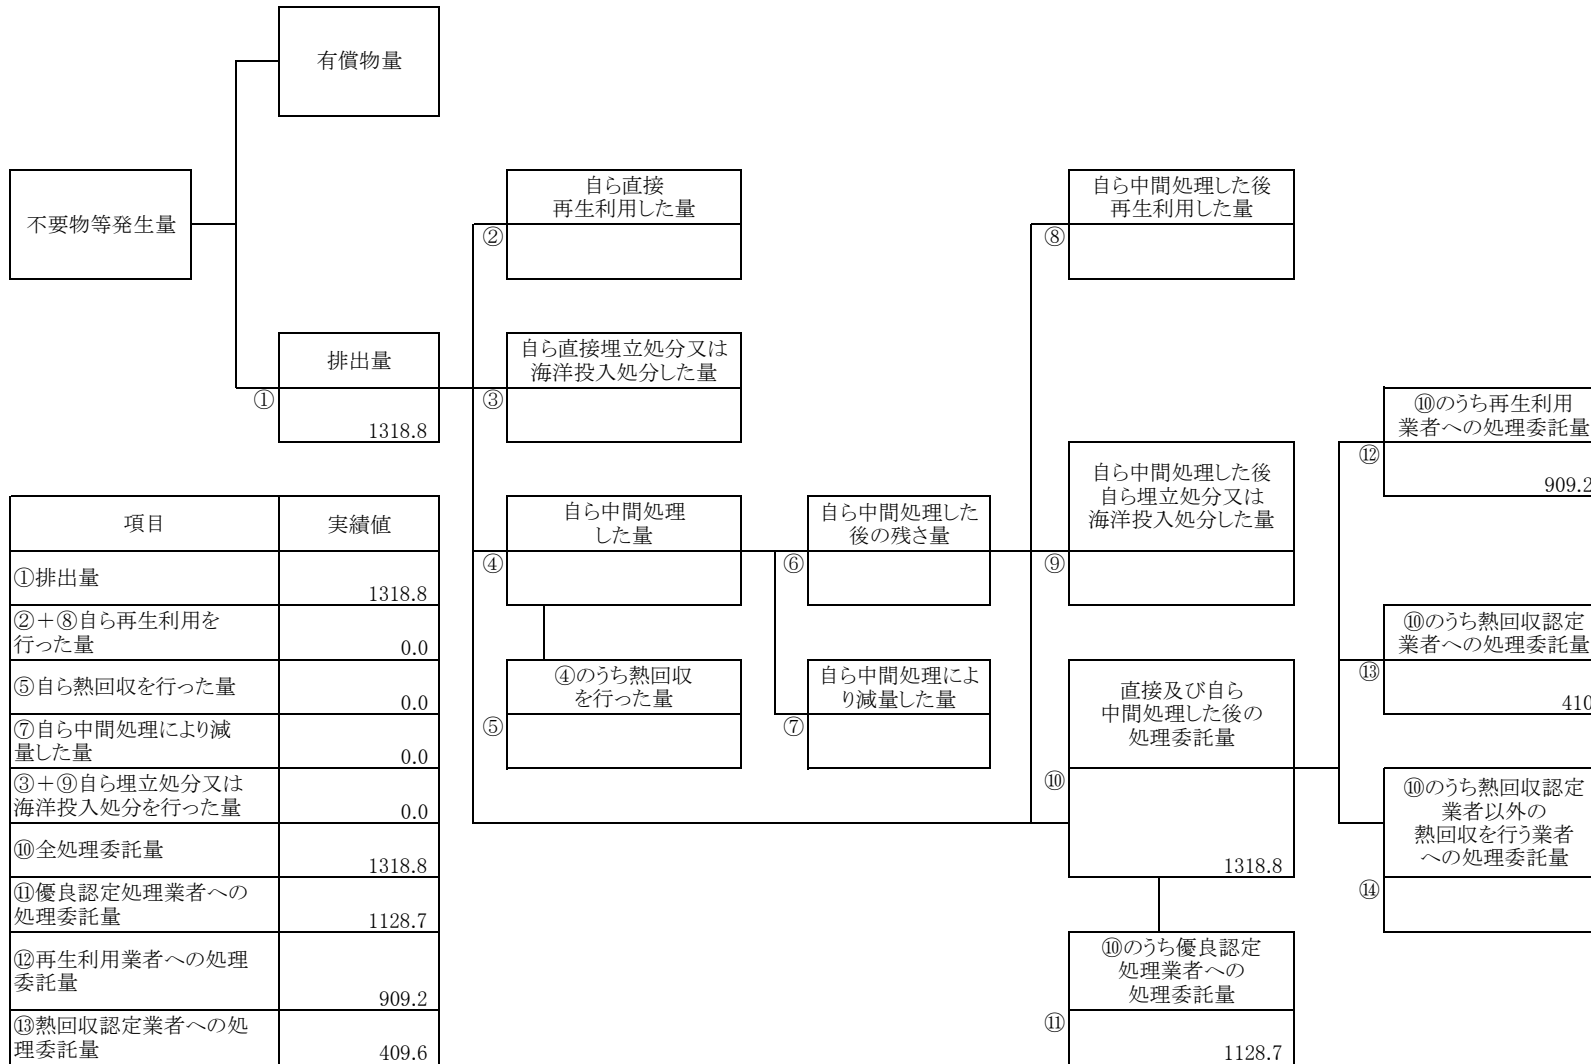 有償物量
不要物等発生量
自ら直接
再生利用した量
②
自ら中間処理した後
再生利用した量
⑧
排出量
①
1318.8
自ら直接埋立処分又は
海洋投入処分した量
③
⑩のうち再生利用
業者への処理委託量
⑫
909.2
自ら中間処理
した量
④
自ら中間処理した
後の残さ量
⑥
自ら中間処理した後
自ら埋立処分又は
海洋投入処分した量
⑨
⑩のうち熱回収認定
業者への処理委託量
⑬
410
④のうち熱回収
を行った量
⑤
自ら中間処理によ
り減量した量
⑦
直接及び自ら
中間処理した後の
処理委託量
⑩
1318.8
⑩のうち熱回収認定
業者以外の
熱回収を行う業者
への処理委託量
⑭
⑩のうち優良認定
処理業者への
処理委託量
⑪
1128.7
項目 実績値
①排出量
1318.8
②＋⑧自ら再生利用を
行った量 0.0
⑤自ら熱回収を行った量
0.0
⑦自ら中間処理により減
量した量 0.0
③＋⑨自ら埋立処分又は
海洋投入処分を行った量 0.0
⑩全処理委託量
1318.8
⑪優良認定処理業者への
処理委託量 1128.7
⑫再生利用業者への処理
委託量
909.2
⑬熱回収認定業者への処
理委託量 409.6